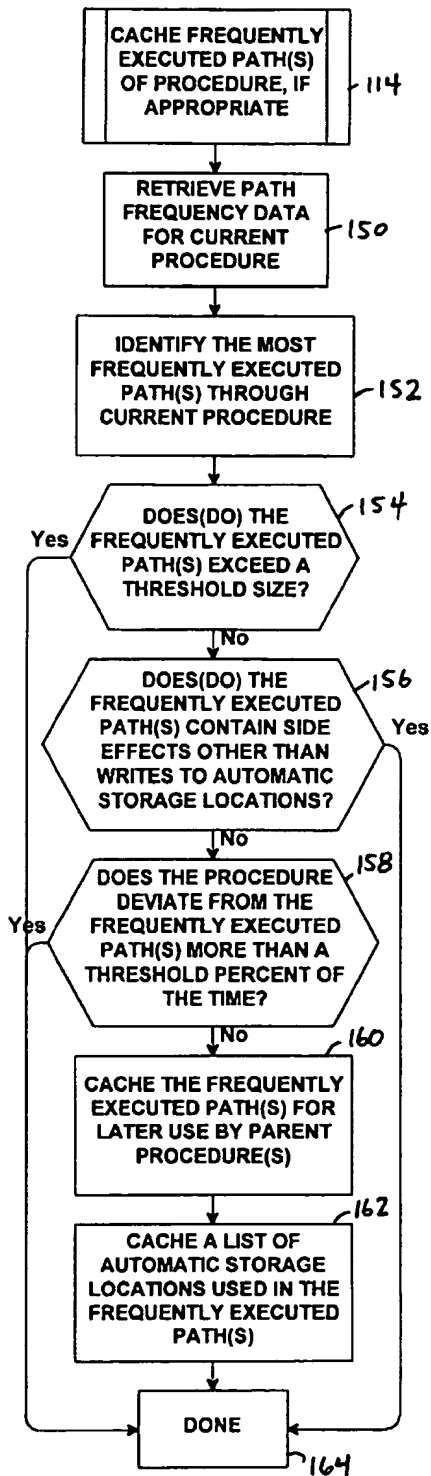 CACHE FREQUENTLY
EXECUTED PATH(S)
OF PROCEDURE, IF
APPROPRIATE
114
RETRIEVE PATH
FREQUENCY DATA
FOR CURRENT
PROCEDURE
150
IDENTIFY THE MOST
FREQUENTLY EXECUTED
PATH(S) THROUGH
CURRENT PROCEDURE
152
DOES(DO) THE
FREQUENTLY EXECUTED
PATH(S) EXCEED A
THRESHOLD SIZE?
154
Yes
No
DOES(DO) THE
FREQUENTLY EXECUTED
PATH(S) CONTAIN SIDE
EFFECTS OTHER THAN
WRITES TO AUTOMATIC
STORAGE LOCATIONS?
156
Yes
No
DOES THE PROCEDURE
DEVIATE FROM THE
FREQUENTLY EXECUTED
PATH(S) MORE THAN A
THRESHOLD PERCENT OF
THE TIME?
158
Yes
No
CACHE THE FREQUENTLY
EXECUTED PATH(S) FOR
LATER USE BY PARENT
PROCEDURE(S)
160
CACHE A LIST OF
AUTOMATIC STORAGE
LOCATIONS USED IN THE
FREQUENTLY EXECUTED
PATH(S)
162
DONE
164